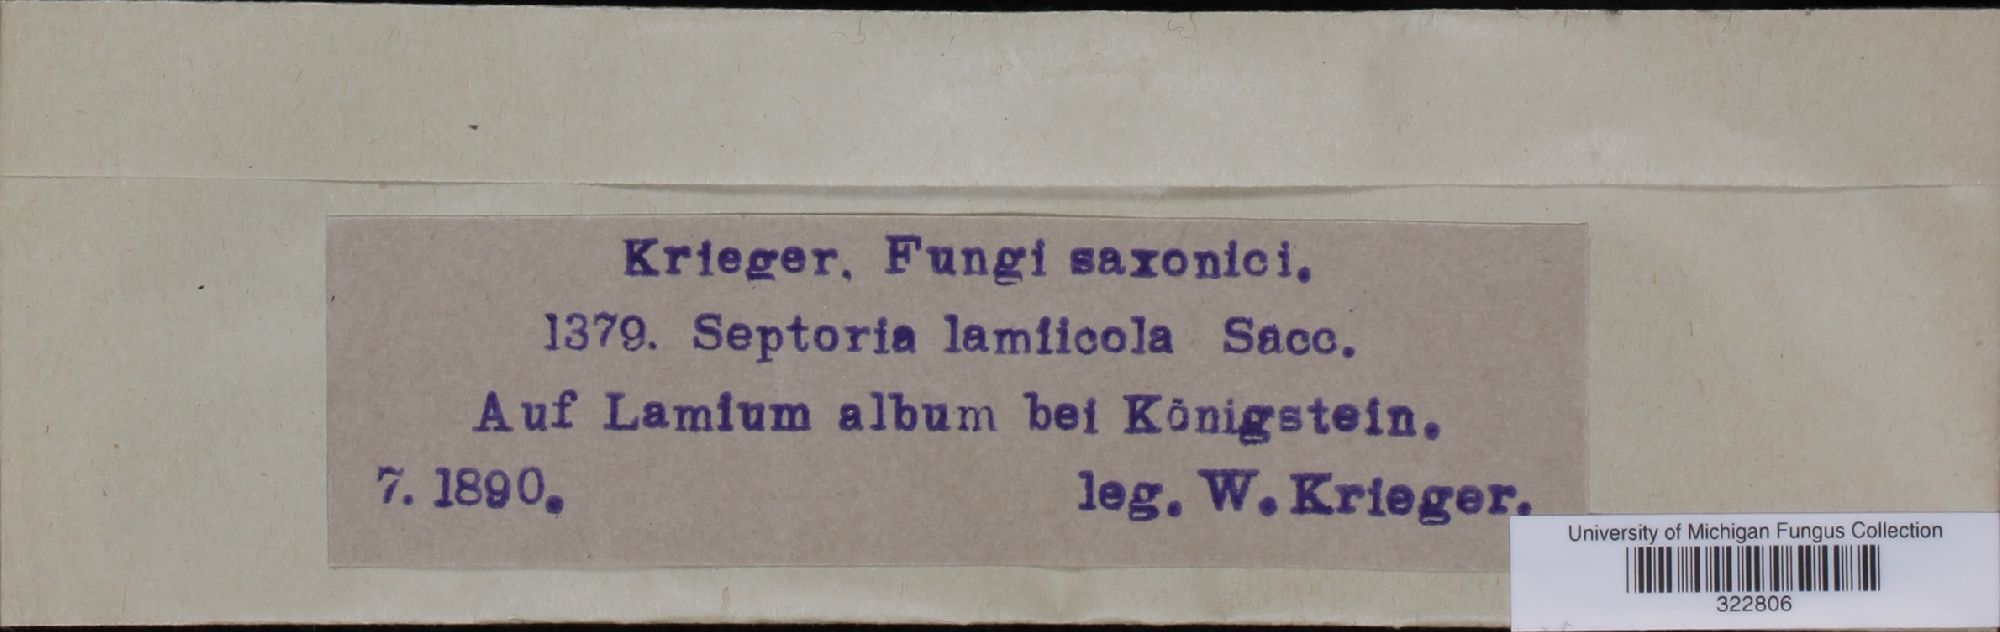 Krieger. Fungi saxonici.
1379. Septoria lamiicola Sacc.
Auf Lamium album bei Königstein.
7. 1890. leg. W. Krieger.
University of Michigan Fungus Collection
322806